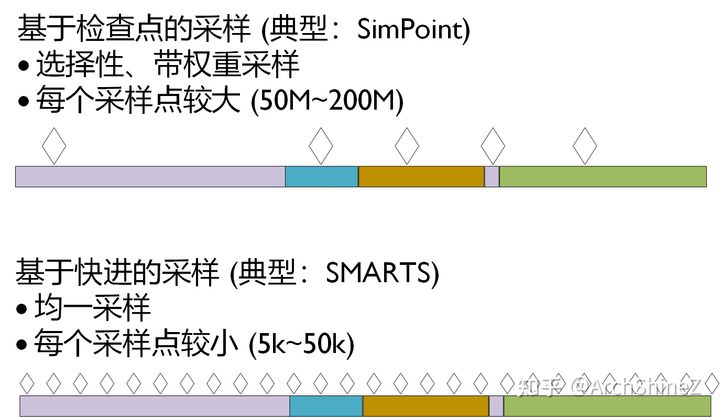 基于检查点的采样 (典型：SimPoint)
• 选择性、带权重采样
• 每个采样点较大 (50M~200M)
基于快进的采样 (典型：SMARTS)
• 均一采样
• 每个采样点较小 (5k~50k)
知乎 @ArchShineZ